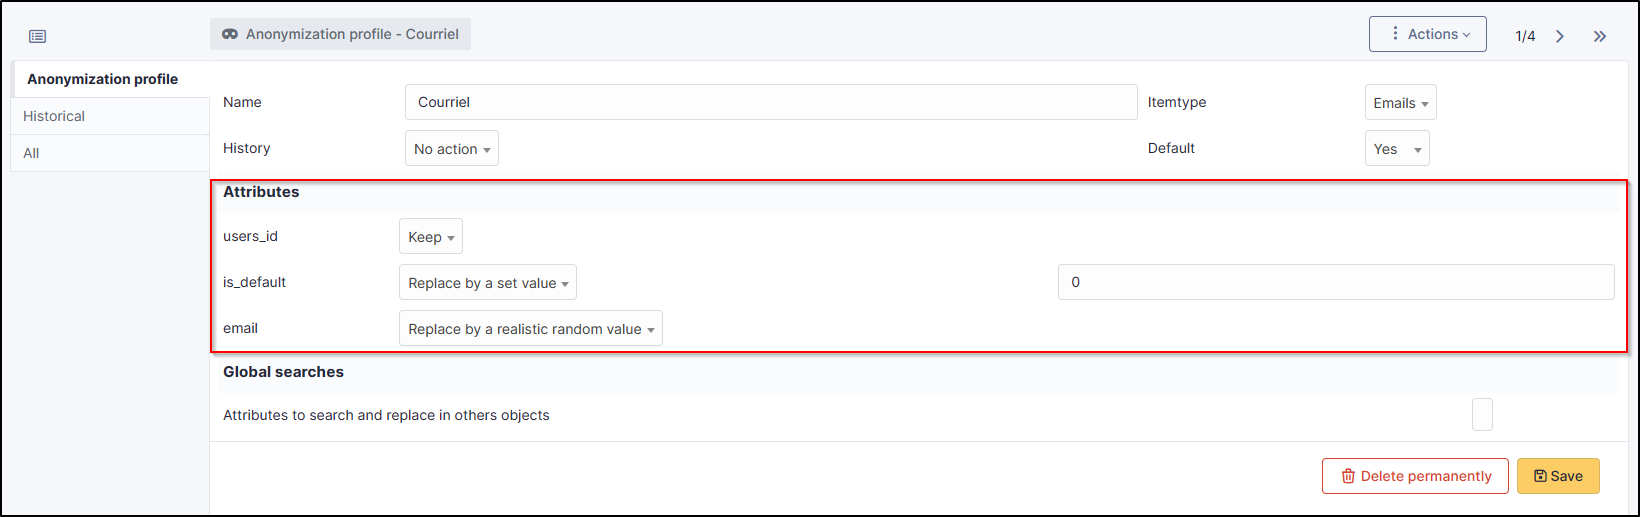 Anonymization profile - Courriel
Actions
1/4
Anonymization profile
Historical
All
Name
Courriel
Itemtype
Emails
History
No action
Default
Yes
Attributes
users_id
Keep
is_default
Replace by a set value
0
email
Replace by a realistic random value
Global searches
Attributes to search and replace in others objects
Delete permanently
Save